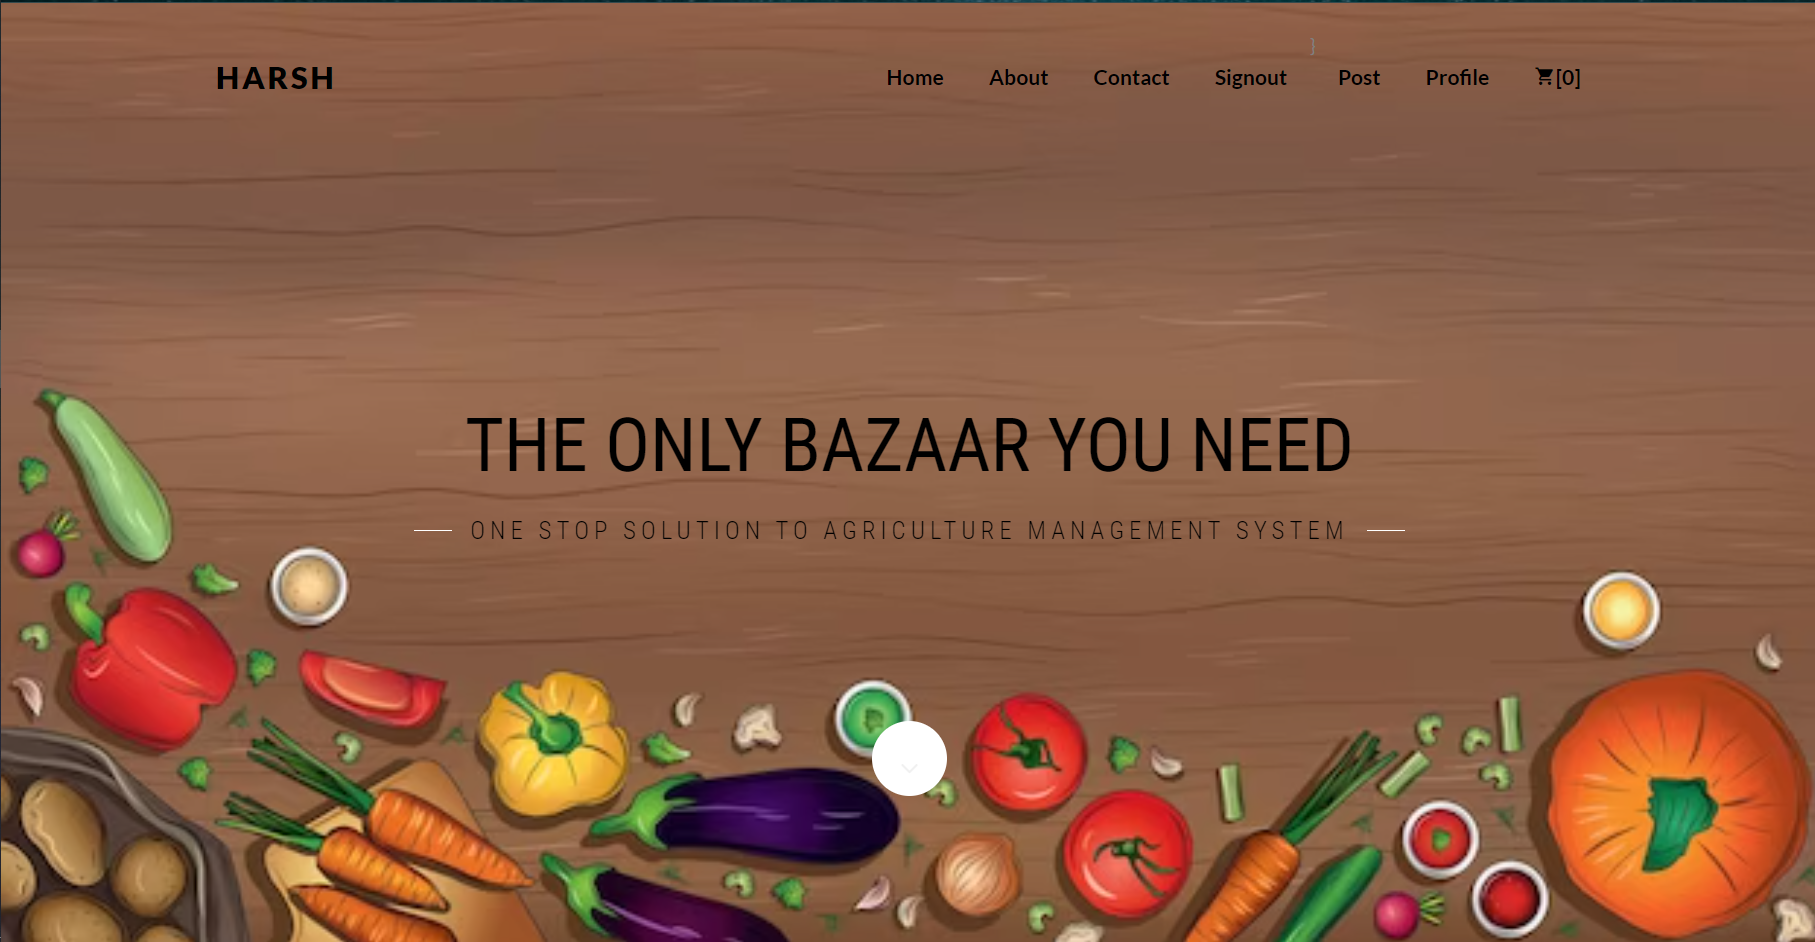 }
HARSH Home About Contact Signout Post Profile [0]
THE ONLY BAZAAR YOU NEED
ONE STOP SOLUTION TO AGRICULTURE MANAGEMENT SYSTEM